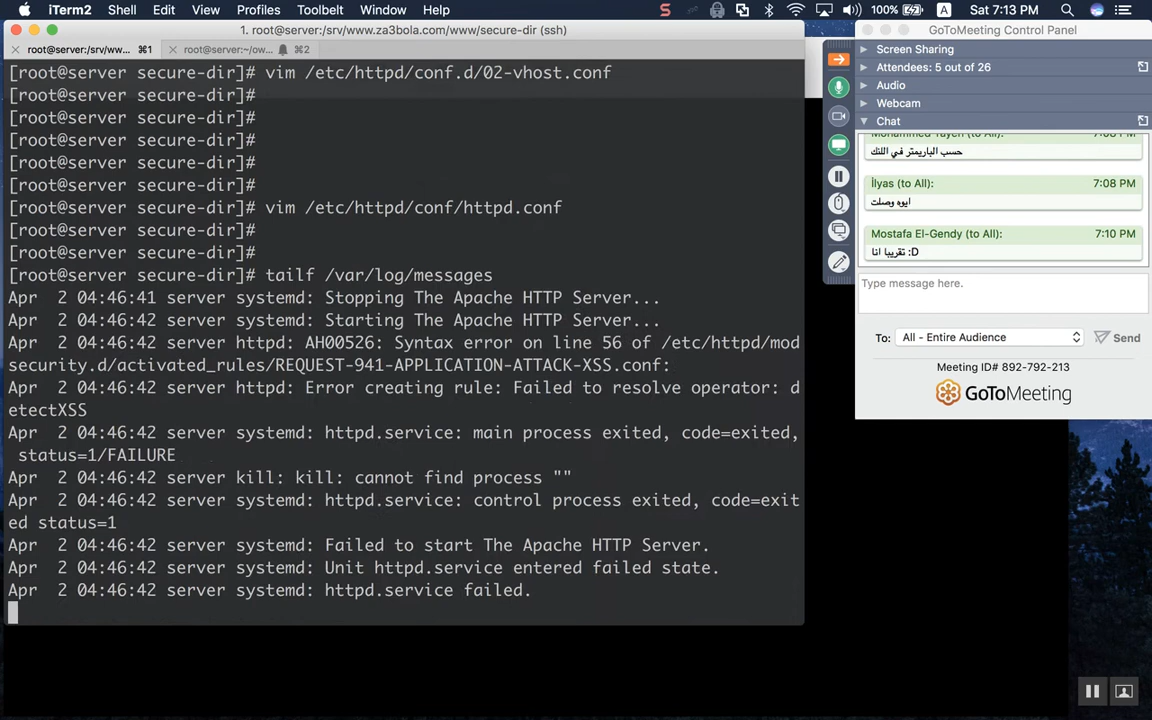 iTerm2 Shell Edit View Profiles Toolbelt Window Help
100% A Sat 7:13 PM
1. root@server:/srv/www.za3bola.com/www/secure-dir (ssh)
root@server:/srv/ww... ⌘1 root@server:~/ow... ⌘2
[root@server secure-dir]# vim /etc/httpd/conf.d/02-vhost.conf
[root@server secure-dir]#
[root@server secure-dir]#
[root@server secure-dir]#
[root@server secure-dir]#
[root@server secure-dir]#
[root@server secure-dir]# vim /etc/httpd/conf/httpd.conf
[root@server secure-dir]#
[root@server secure-dir]#
[root@server secure-dir]# tailf /var/log/messages
Apr  2 04:46:41 server systemd: Stopping The Apache HTTP Server...
Apr  2 04:46:42 server systemd: Starting The Apache HTTP Server...
Apr  2 04:46:42 server httpd: AH00526: Syntax error on line 56 of /etc/httpd/mod
security.d/activated_rules/REQUEST-941-APPLICATION-ATTACK-XSS.conf:
Apr  2 04:46:42 server httpd: Error creating rule: Failed to resolve operator: d
etectXSS
Apr  2 04:46:42 server systemd: httpd.service: main process exited, code=exited,
status=1/FAILURE
Apr  2 04:46:42 server kill: kill: cannot find process ""
Apr  2 04:46:42 server systemd: httpd.service: control process exited, code=exit
ed status=1
Apr  2 04:46:42 server systemd: Failed to start The Apache HTTP Server.
Apr  2 04:46:42 server systemd: Unit httpd.service entered failed state.
Apr  2 04:46:42 server systemd: httpd.service failed.
GoToMeeting Control Panel
Screen Sharing
Attendees: 5 out of 26
Audio
Webcam
Chat
Mohammed (to All): 7:08 PM
حسب الباريمتر في اللنك
İlyas (to All): 7:08 PM
ايوه وصلت
Mostafa El-Gendy (to All): 7:10 PM
تقريبا انا :D
Type message here.
To: All - Entire Audience Send
Meeting ID# 892-792-213
GoToMeeting